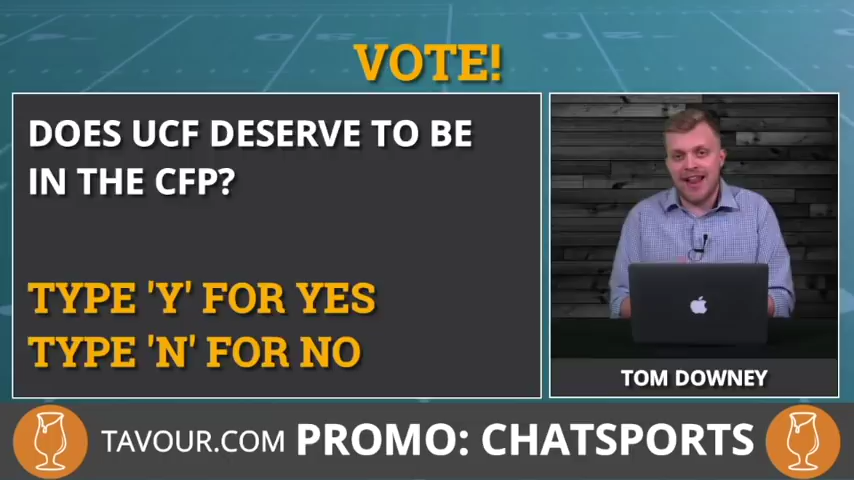 VOTE!
DOES UCF DESERVE TO BE
IN THE CFP?
TYPE 'Y' FOR YES
TYPE 'N' FOR NO
TOM DOWNEY
TAVOUR.COM PROMO: CHATSPORTS